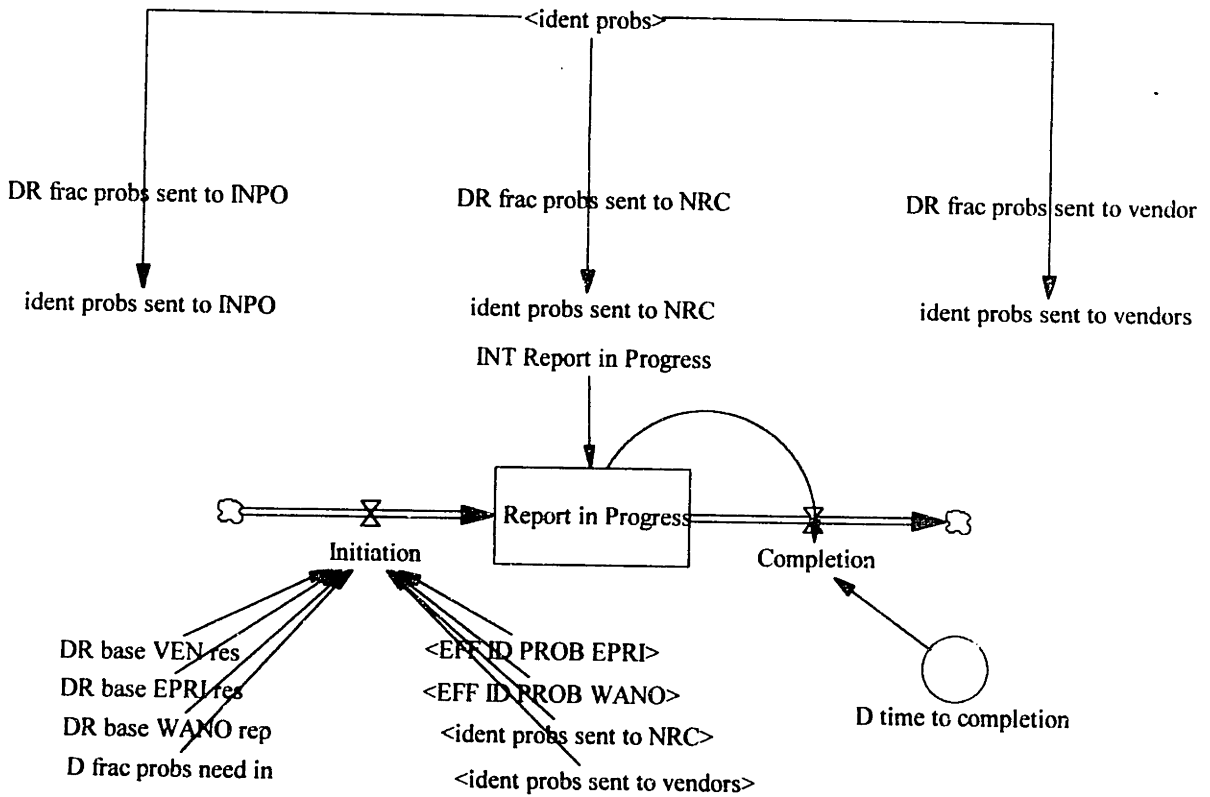 <ident probs>
DR frac probs sent to INPO
DR frac probs sent to NRC
DR frac probs sent to vendor
ident probs sent to INPO
ident probs sent to NRC
ident probs sent to vendors
INT Report in Progress
Report in Progress
Initiation
Completion
DR base VEN res
<EFF ID PROB EPRI>
DR base EPRI res
<EFF ID PROB WANO>
D time to completion
DR base WANO rep
<ident probs sent to NRC>
D frac probs need in
<ident probs sent to vendors>